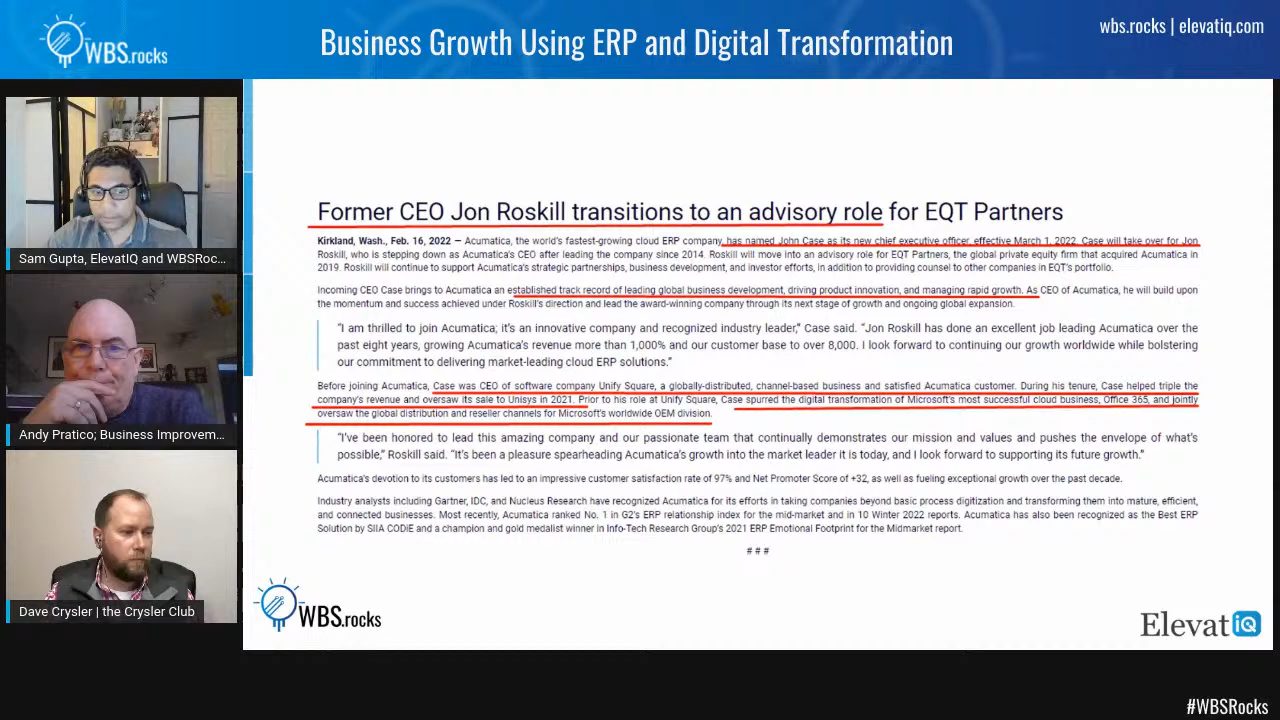 WBS.rocks
Business Growth Using ERP and Digital Transformation
wbs.rocks | elevatiq.com
Sam Gupta, ElevatIQ and WBSRoc...
Andy Pratico; Business Improvem...
Dave Crysler | the Crysler Club
Former CEO Jon Roskill transitions to an advisory role for EQT Partners
Kirkland, Wash., Feb. 16, 2022 — Acumatica, the world's fastest-growing cloud ERP company, has named John Case as its new chief executive officer, effective March 1, 2022. Case will take over for Jon
Roskill, who is stepping down as Acumatica's CEO after leading the company since 2014. Roskill will move into an advisory role for EQT Partners, the global private equity firm that acquired Acumatica in
2019. Roskill will continue to support Acumatica's strategic partnerships, business development, and investor efforts, in addition to providing counsel to other companies in EQT's portfolio.
Incoming CEO Case brings to Acumatica an established track record of leading global business development, driving product innovation, and managing rapid growth. As CEO of Acumatica, he will build upon
the momentum and success achieved under Roskill's direction and lead the award-winning company through its next stage of growth and ongoing global expansion.
"I am thrilled to join Acumatica; it's an innovative company and recognized industry leader," Case said. "Jon Roskill has done an excellent job leading Acumatica over the
past eight years, growing Acumatica's revenue more than 1,000% and our customer base to over 8,000. I look forward to continuing our growth worldwide while bolstering
our commitment to delivering market-leading cloud ERP solutions."
Before joining Acumatica, Case was CEO of software company Unify Square, a globally-distributed, channel-based business and satisfied Acumatica customer. During his tenure, Case helped triple the
company's revenue and oversaw its sale to Unisys in 2021. Prior to his role at Unify Square, Case spurred the digital transformation of Microsoft's most successful cloud business, Office 365, and jointly
oversaw the global distribution and reseller channels for Microsoft's worldwide OEM division.
"I've been honored to lead this amazing company and our passionate team that continually demonstrates our mission and values and pushes the envelope of what's
possible," Roskill said. "It's been a pleasure spearheading Acumatica's growth into the market leader it is today, and I look forward to supporting its future growth."
Acumatica's devotion to its customers has led to an impressive customer satisfaction rate of 97% and Net Promoter Score of +32, as well as fueling exceptional growth over the past decade.
Industry analysts including Gartner, IDC, and Nucleus Research have recognized Acumatica for its efforts in taking companies beyond basic process digitization and transforming them into mature, efficient,
and connected businesses. Most recently, Acumatica ranked No. 1 in G2's ERP relationship index for the mid-market and in 10 Winter 2022 reports. Acumatica has also been recognized as the Best ERP
Solution by SIIA CODiE and a champion and gold medalist winner in Info-Tech Research Group's 2021 ERP Emotional Footprint for the Midmarket report.
# # #
WBS.rocks
ElevatIQ
#WBSRocks